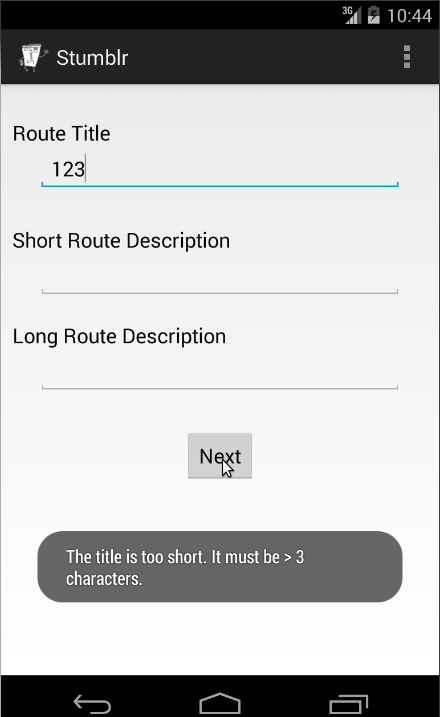 3G 10:44
Stumblr
Route Title
123
Short Route Description
Long Route Description
Next
The title is too short. It must be > 3
characters.